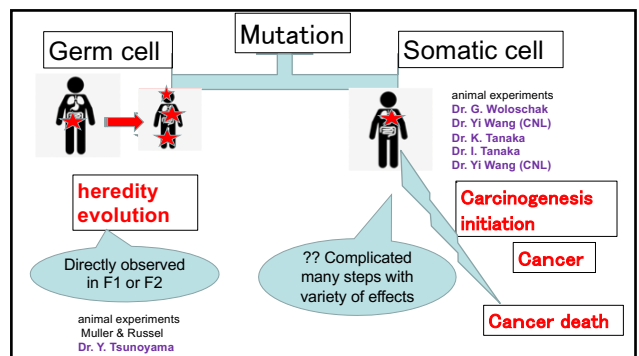 Mutation
Germ cell
Somatic cell
animal experiments
Dr. G. Woloschak
Dr. Yi Wang (CNL)
Dr. K. Tanaka
Dr. I. Tanaka
Dr. Yi Wang (CNL)
heredity
evolution
Directly observed
in F1 or F2
animal experiments
Muller & Russel
Dr. Y. Tsunoyama
?? Complicated
many steps with
variety of effects
Carcinogenesis
initiation
Cancer
Cancer death